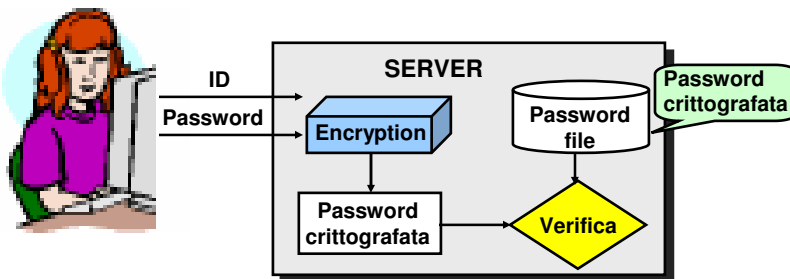 SERVER
ID
Password
Encryption
Password
file
Password
crittografata
Password
crittografata
Verifica